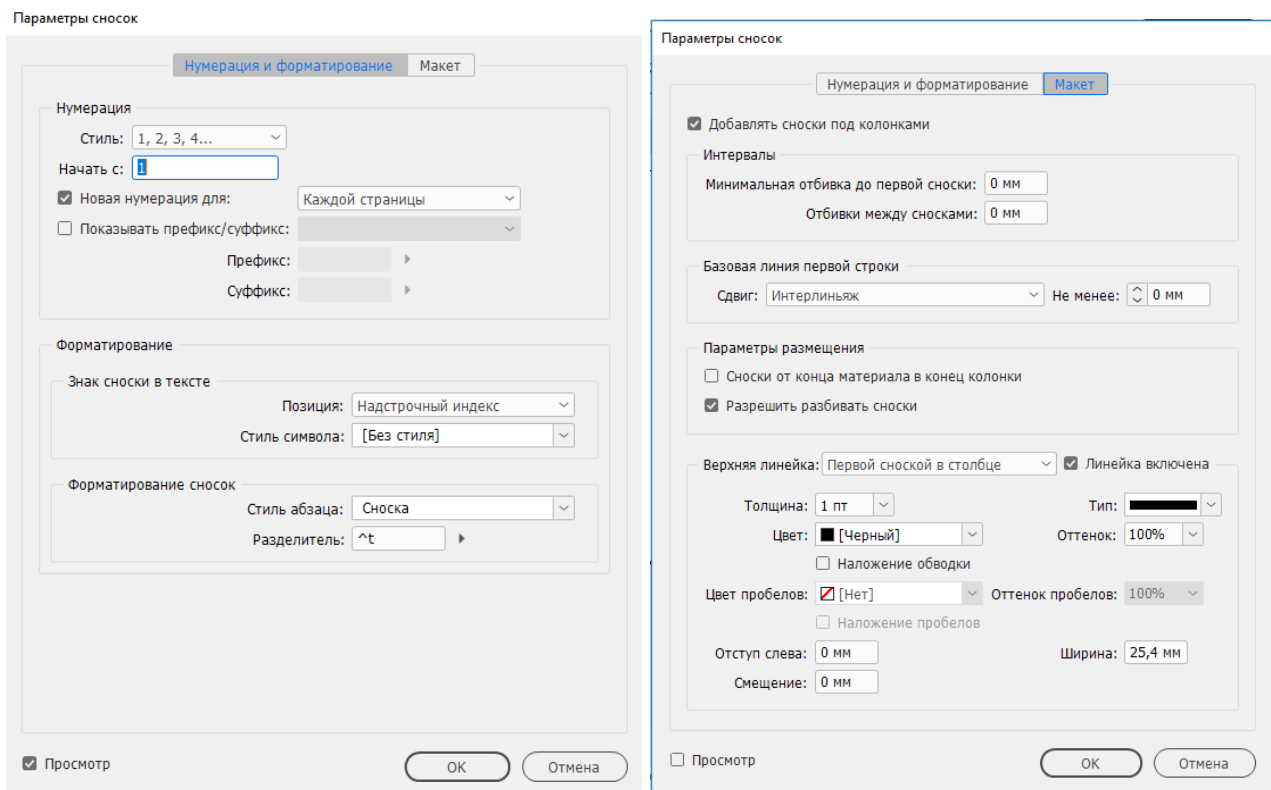 Параметры сносок
Нумерация и форматирование Макет
Нумерация
Стиль: 1, 2, 3, 4...
Начать с: 1
Новая нумерация для: Каждой страницы
Показывать префикс/суффикс:
Префикс:
Суффикс:
Форматирование
Знак сноски в тексте
Позиция: Надстрочный индекс
Стиль символа: [Без стиля]
Форматирование сносок
Стиль абзаца: Сноска
Разделитель: ^t
Просмотр OK Отмена
Параметры сносок
Нумерация и форматирование Макет
Добавлять сноски под колонками
Интервалы
Минимальная отбивка до первой сноски: 0 мм
Отбивки между сносками: 0 мм
Базовая линия первой строки
Сдвиг: Интерлиньяж Не менее: 0 мм
Параметры размещения
Сноски от конца материала в конец колонки
Разрешить разбивать сноски
Верхняя линейка: Первой сноской в столбце Линейка включена
Толщина: 1 пт Тип:
Цвет: [Черный] Оттенок: 100%
Наложение обводки
Цвет пробелов: [Нет] Оттенок пробелов: 100%
Наложение пробелов
Отступ слева: 0 мм Ширина: 25,4 мм
Смещение: 0 мм
Просмотр OK Отмена